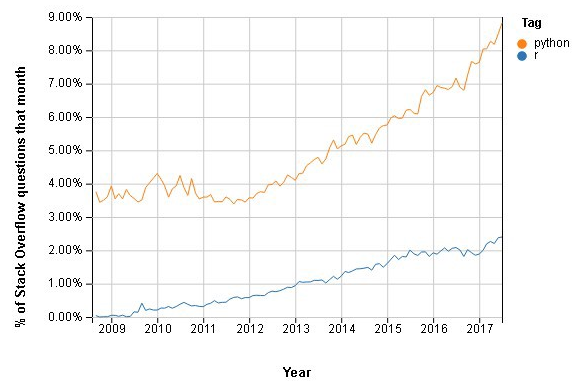 9.00%
8.00%
7.00%
6.00%
5.00%
4.00%
3.00%
2.00%
1.00%
0.00%
% of Stack Overflow questions that month
2009 2010 2011 2012 2013 2014 2015 2016 2017
Year
Tag
python
r